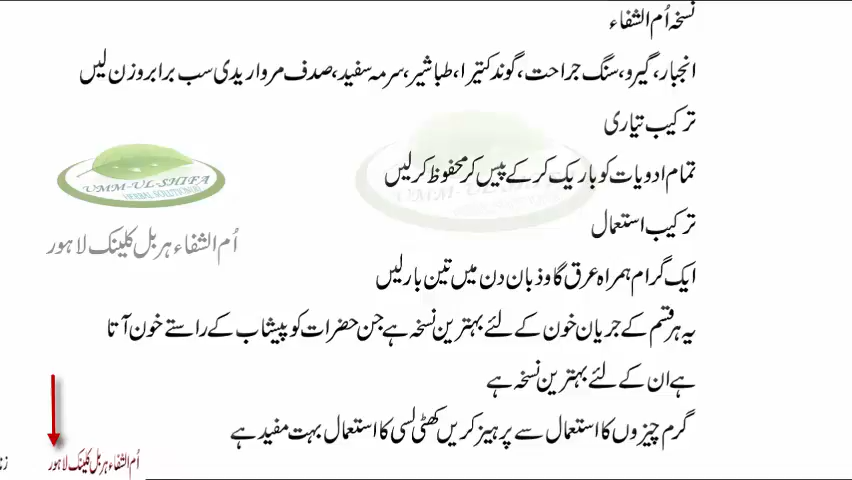 نسخہ اُم الشفاء
انجبار، گیرو، سنگ جراحت، گوند کتیرا، طباشیر، سرمہ سفید، صدف مرواریدی سب برابر وزن لیں
ترکیب تیاری
تمام ادویات کو باریک کر کے پیس کر محفوظ کر لیں
ترکیب استعمال
ایک گرام ہمراہ عرق گاوذبان دن میں تین بار لیں
یہ ہر قسم کے جریان خون کے لئے بہترین نسخہ ہے جن حضرات کو پیشاب کے راستے خون آتا
ہے ان کے لئے بہترین نسخہ ہے
گرم چیزوں کا استعمال سے پرہیز کریں کھٹی لسی کا استعمال بہت مفید ہے
UMM-UL-SHIFA
HERBAL SOLUTION
اُم الشفاء ہربل کلینک لاہور
اُم الشفاء ہربل کلینک لاہور